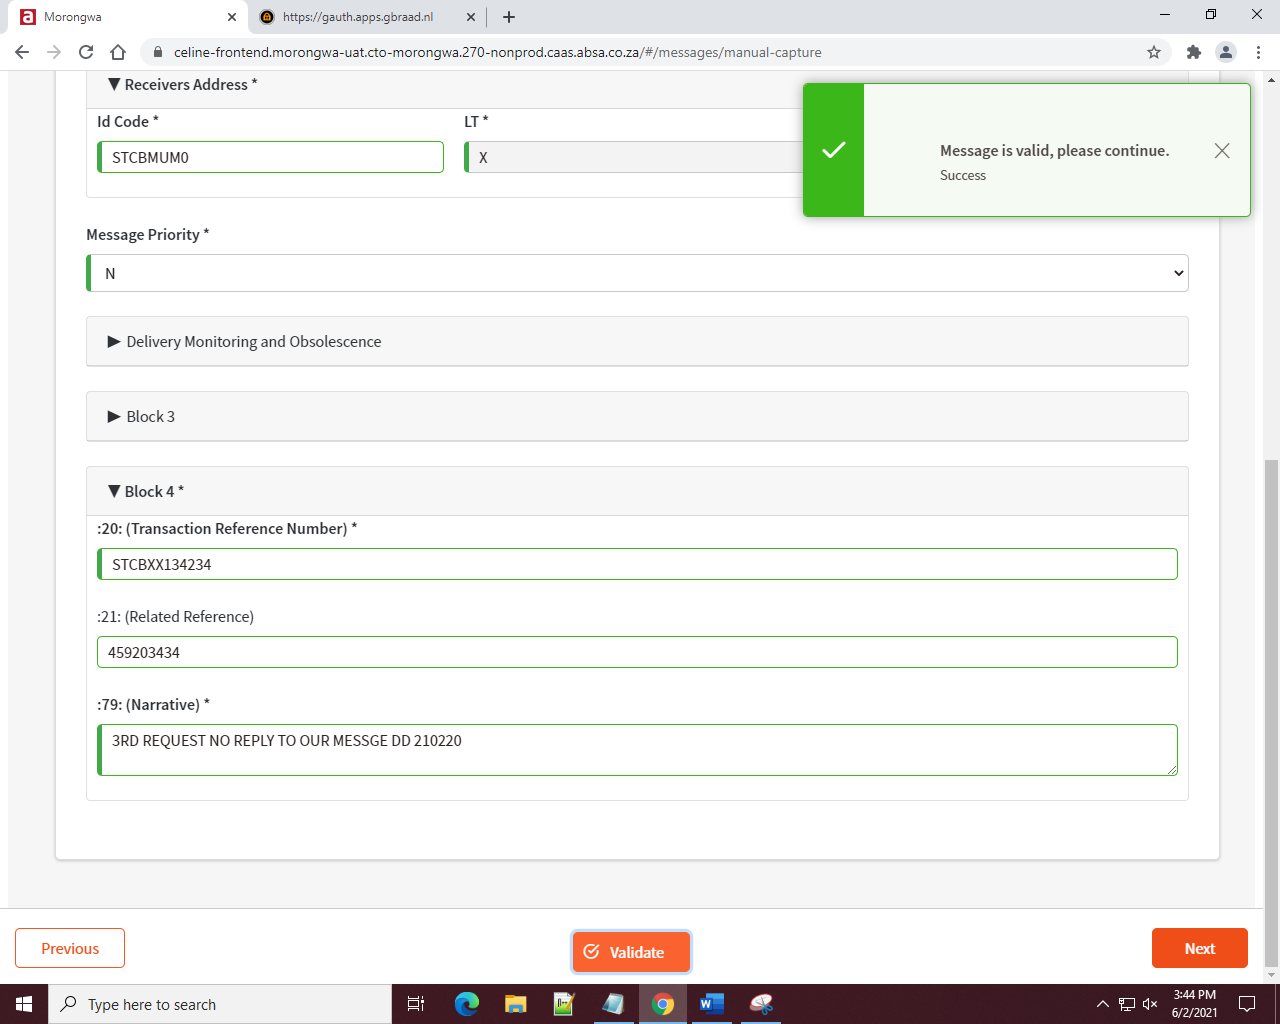 Morongwa
https://gauth.apps.gbraad.nl
celine-frontend.morongwa-uat.cto-morongwa.270-nonprod.caas.absa.co.za/#/messages/manual-capture
▼ Receivers Address *
Id Code *
LT *
STCBMUM0
X
Message is valid, please continue.
Success
Message Priority *
N
▶ Delivery Monitoring and Obsolescence
▶ Block 3
▼ Block 4 *
:20: (Transaction Reference Number) *
STCBXX134234
:21: (Related Reference)
459203434
:79: (Narrative) *
3RD REQUEST NO REPLY TO OUR MESSGE DD 210220
Previous
Validate
Next
Type here to search
3:44 PM
6/2/2021